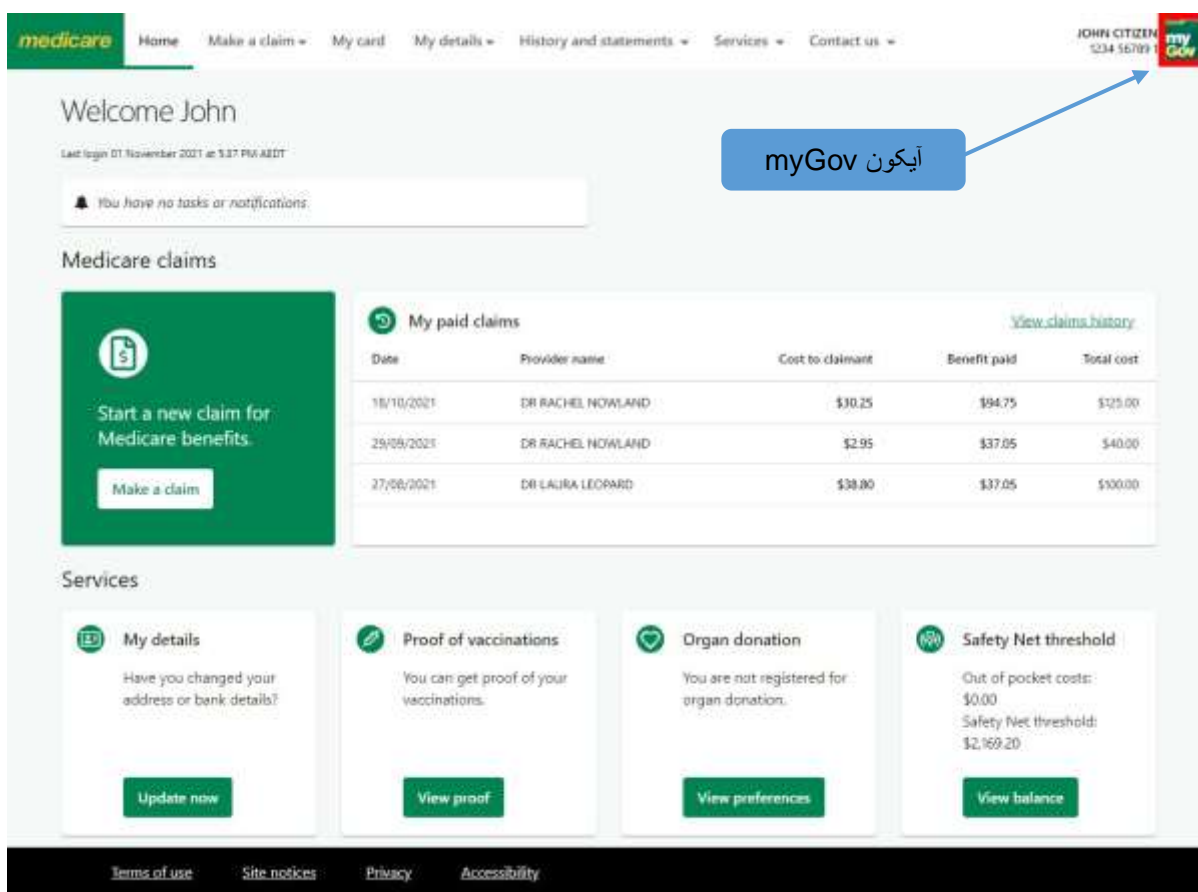 medicare Home Make a claim My card My details History and statements Services Contact us JOHN CITIZEN
1234 56789 1
my
Gov
Welcome John
Last login 01 November 2021 at 5:37 PM AEDT
آیکون myGov
You have no tasks or notifications.
Medicare claims
My paid claims View claims history
Date Provider name Cost to claimant Benefit paid Total cost
18/10/2021 DR RACHEL NOWLAND $30.25 $94.75 $125.00
29/09/2021 DR RACHEL NOWLAND $2.95 $37.05 $40.00
27/08/2021 DR LAURA LEOPARD $38.80 $37.05 $100.00
Start a new claim for
Medicare benefits.
Make a claim
Services
My details
Have you changed your
address or bank details?
Update now
Proof of vaccinations
You can get proof of your
vaccinations.
View proof
Organ donation
You are not registered for
organ donation.
View preferences
Safety Net threshold
Out of pocket costs:
$0.00
Safety Net threshold:
$2,169.20
View balance
Terms of use Site notices Privacy Accessibility